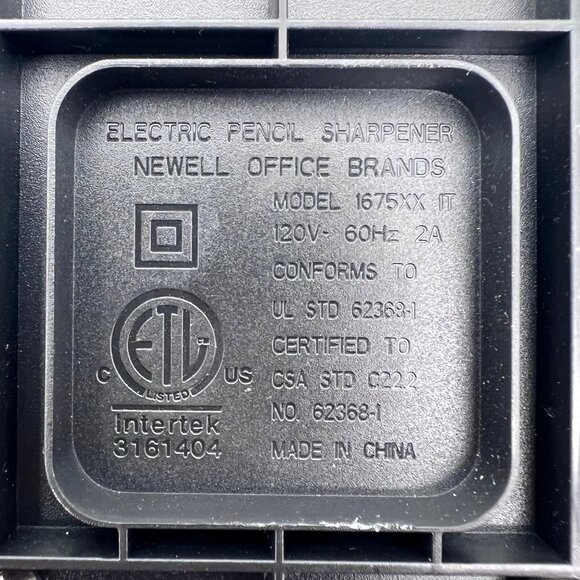 ELECTRIC PENCIL SHARPENER
NEWELL OFFICE BRANDS
MODEL 1675XX IT
120V~ 60Hz 2A
CONFORMS TO
UL STD 62368-1
CERTIFIED TO
CSA STD C22.2
NO. 62368-1
MADE IN CHINA
ETL
LISTED
C US
Intertek
3161404